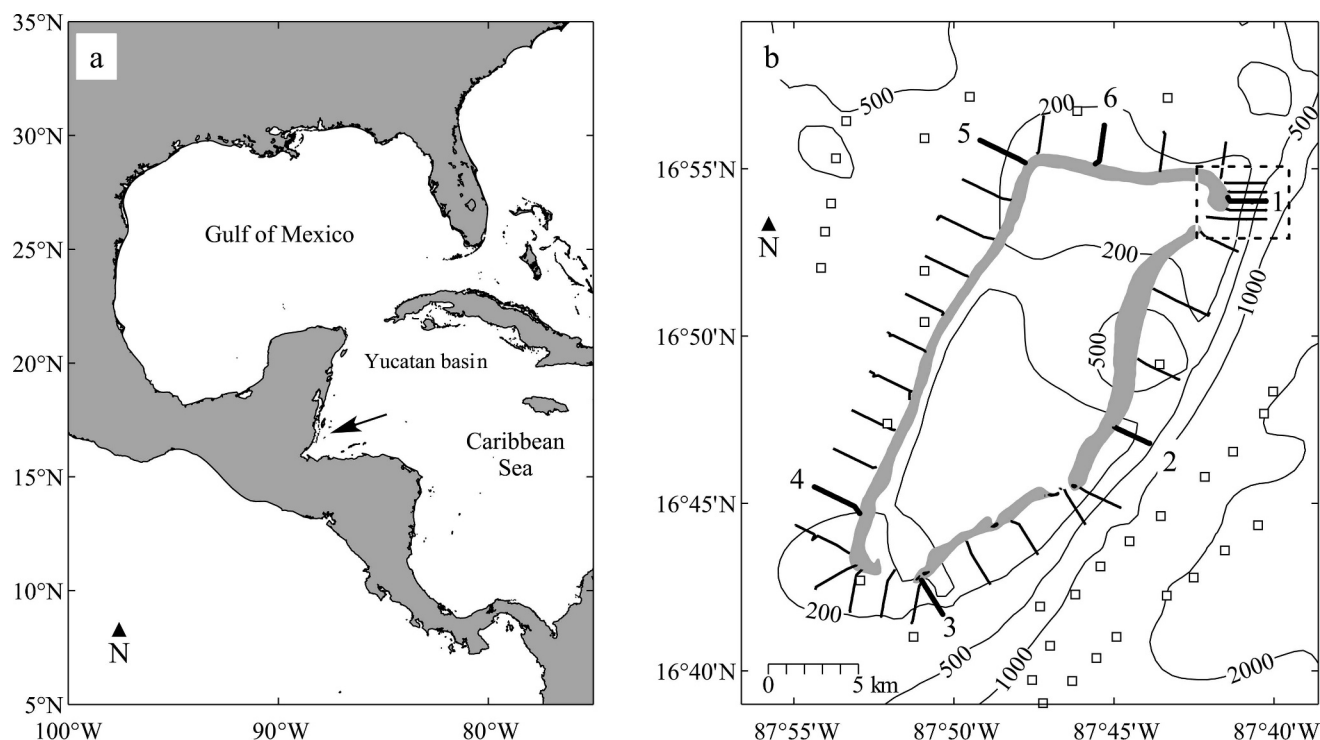 a
35°N
30°N
25°N
20°N
15°N
10°N
5°N
Gulf of Mexico
Yucatan basin
Caribbean
Sea
N
100°W
90°W
80°W
b
500
200
6
500
5
16°55'N
1
N
200
1000
16°50'N
500
2
4
16°45'N
200
3
500
1000
2000
16°40'N
0
5 km
87°55'W
87°50'W
87°45'W
87°40'W